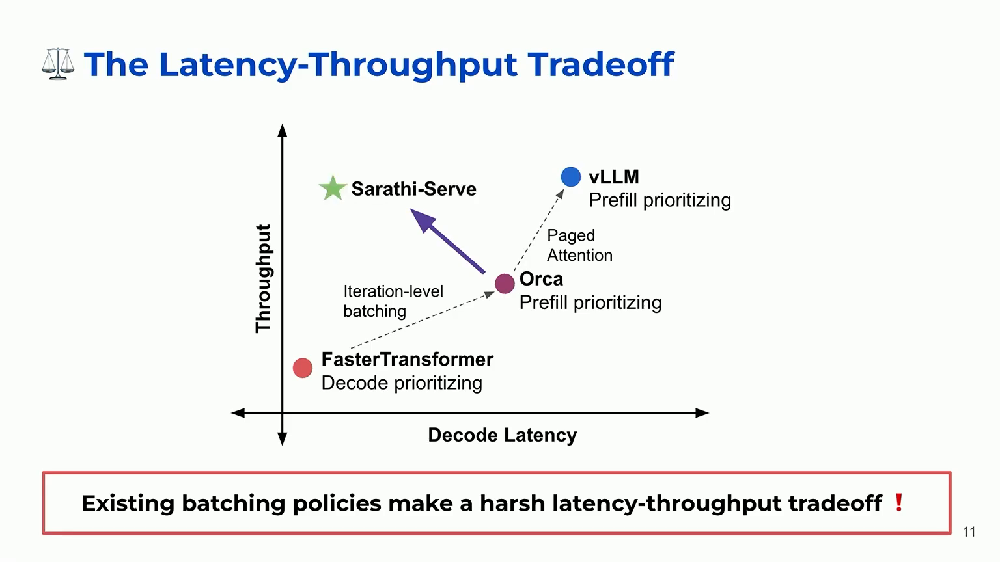 The Latency-Throughput Tradeoff
Throughput
Sarathi-Serve
vLLM
Prefill prioritizing
Paged
Attention
Orca
Prefill prioritizing
Iteration-level
batching
FasterTransformer
Decode prioritizing
Decode Latency
Existing batching policies make a harsh latency-throughput tradeoff ❗
11